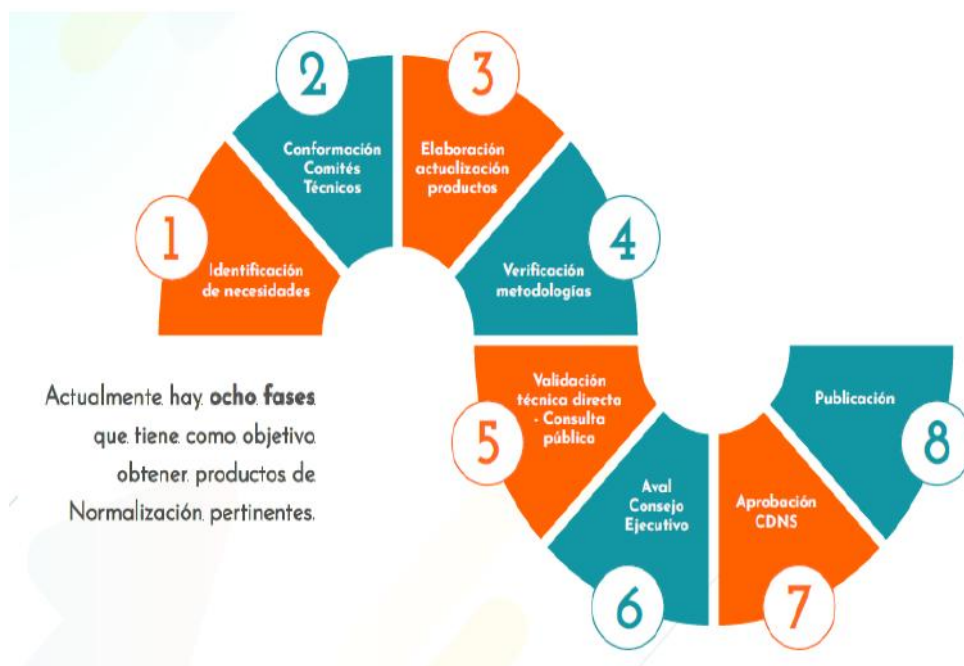 1
Identificación
de necesidades
2
Conformación
Comités
Técnicos
3
Elaboración
actualización
productos
4
Verificación
metodologías
Actualmente hay ocho fases
que tiene como objetivo
obtener productos de
Normalización pertinentes.
5
Validación
técnica directa
- Consulta
pública
6
Aval
Consejo
Ejecutivo
7
Aprobación
CDNS
8
Publicación